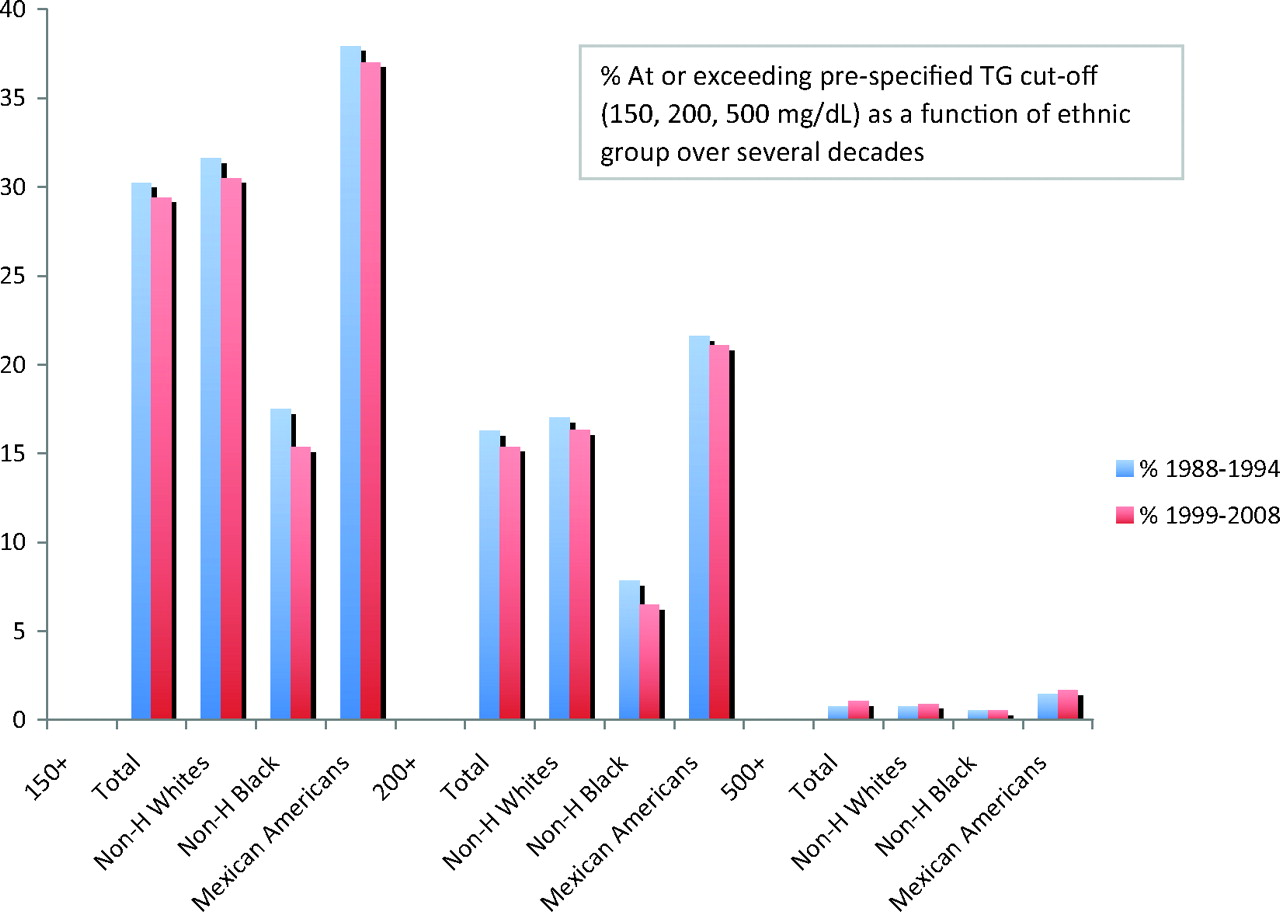 40
35
30
25
20
15
10
5
0
% At or exceeding pre-specified TG cut-off
(150, 200, 500 mg/dL) as a function of ethnic
group over several decades
% 1988-1994
% 1999-2008
150+
Total
Non-H Whites
Non-H Black
Mexican Americans
200+
Total
Non-H Whites
Non-H Black
Mexican Americans
500+
Total
Non-H Whites
Non-H Black
Mexican Americans